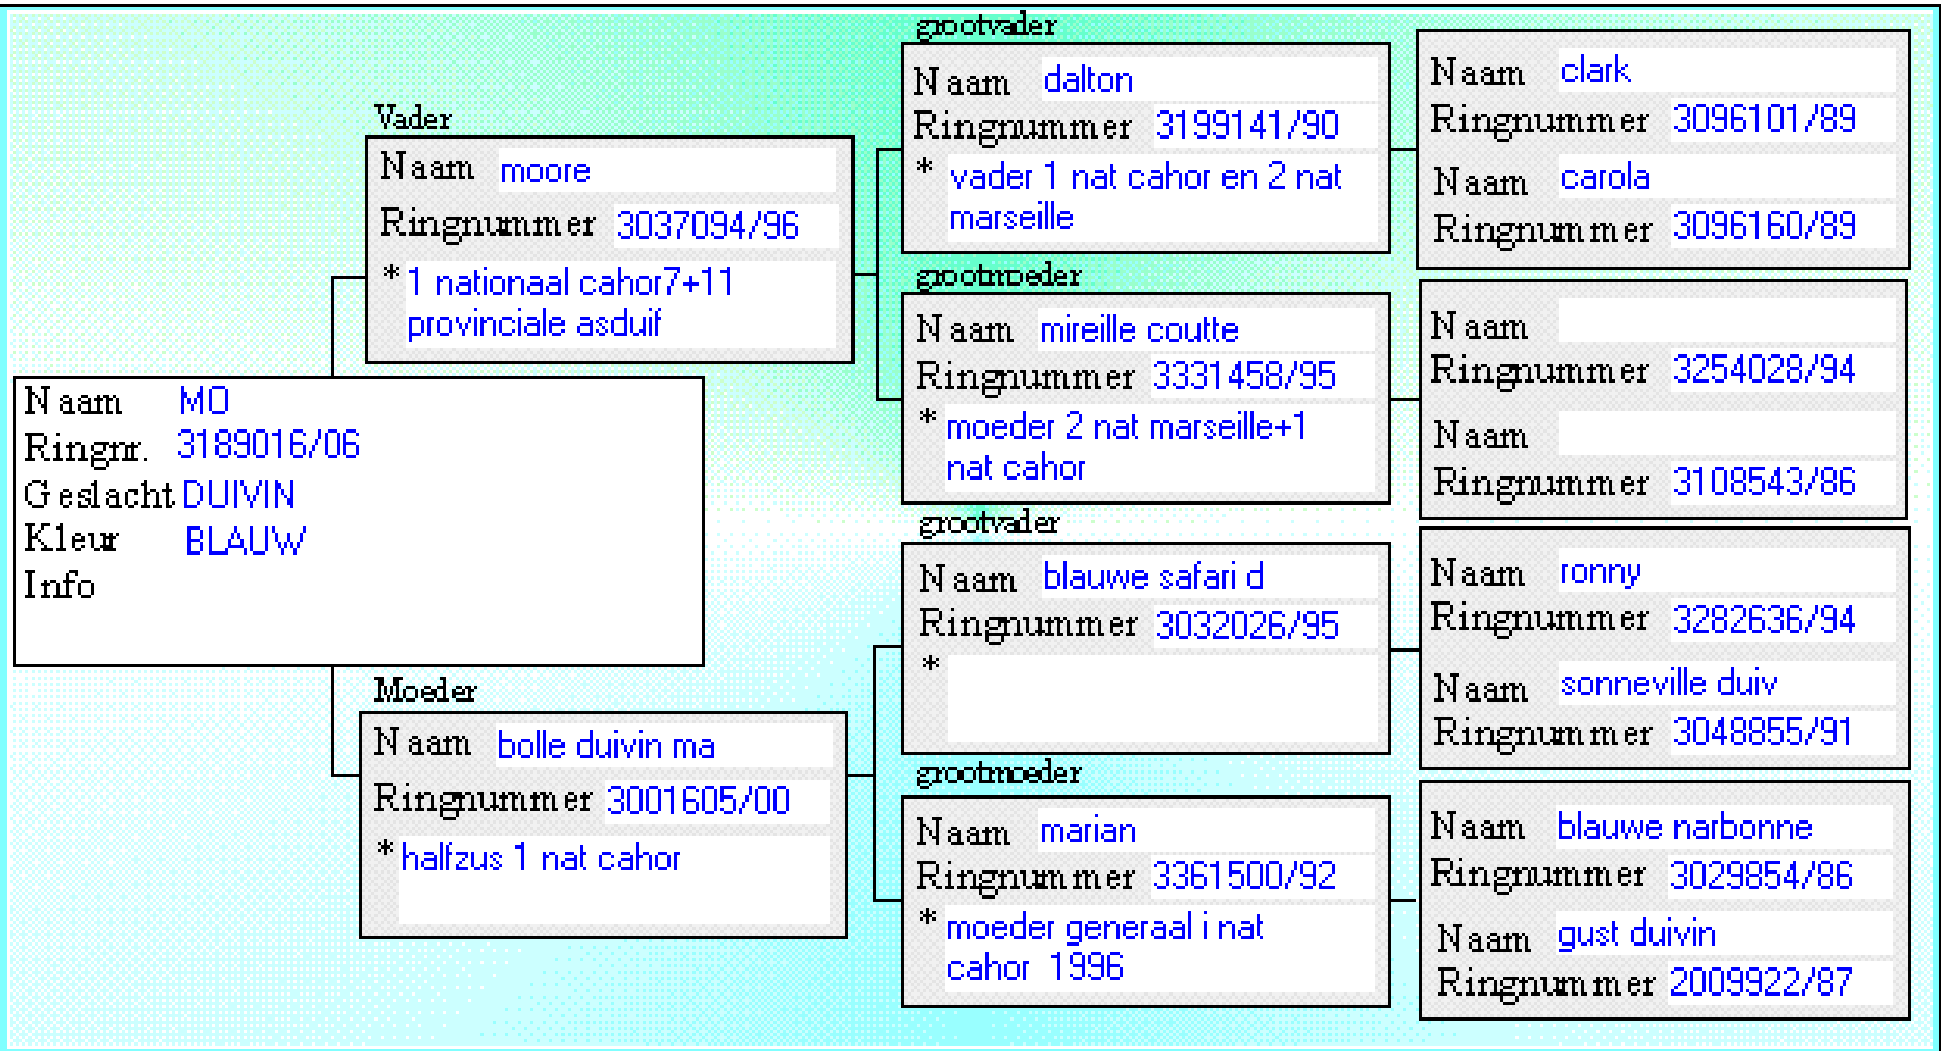 Naam MO
Ringnr. 3189016/06
Geslacht DUIVIN
Kleur BLAUW
Info
Vader
Naam moore
Ringnummer 3037094/96
* 1 nationaal cahor7+11
provinciale asduif
Moeder
Naam bolle duivin ma
Ringnummer 3001605/00
* halfzus 1 nat cahor
grootvader
Naam dalton
Ringnummer 3199141/90
* vader 1 nat cahor en 2 nat
marseille
grootmoeder
Naam mireille coutte
Ringnummer 3331458/95
* moeder 2 nat marseille+1
nat cahor
grootvader
Naam blauwe safari d
Ringnummer 3032026/95
*
grootmoeder
Naam marian
Ringnummer 3361500/92
* moeder generaal i nat
cahor 1996
Naam clark
Ringnummer 3096101/89
Naam carola
Ringnummer 3096160/89
Naam
Ringnummer 3254028/94
Naam
Ringnummer 3108543/86
Naam ronny
Ringnummer 3282636/94
Naam sonneville duiv
Ringnummer 3048855/91
Naam blauwe narbonne
Ringnummer 3029854/86
Naam gust duivin
Ringnummer 2009922/87